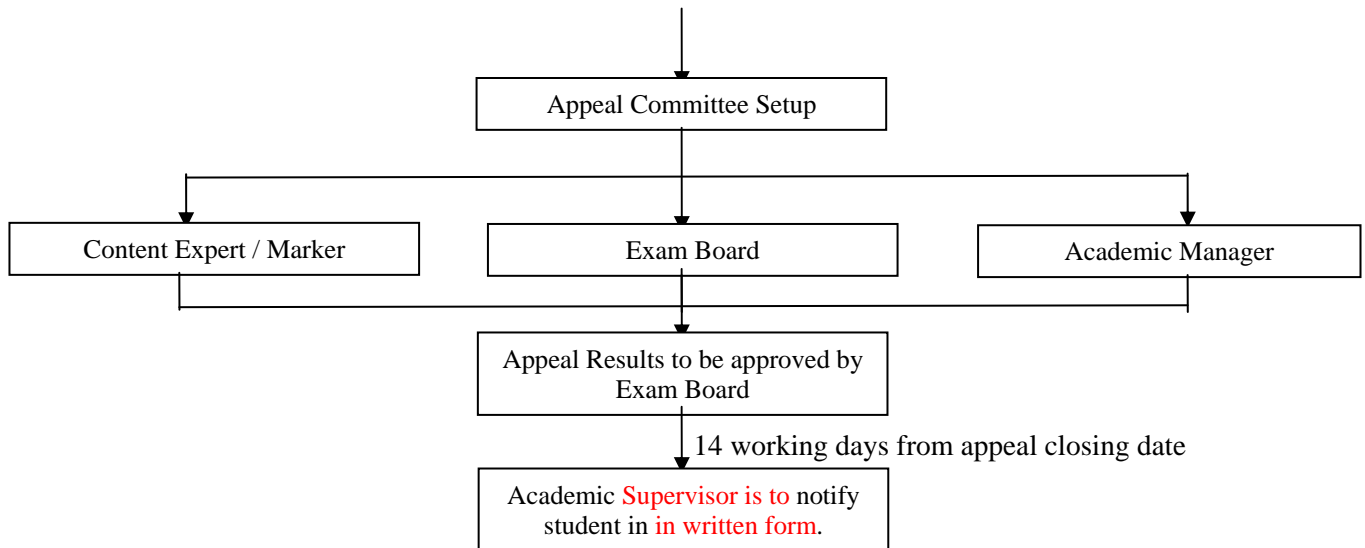 Appeal Committee Setup
Content Expert / Marker
Exam Board
Academic Manager
Appeal Results to be approved by
Exam Board
14 working days from appeal closing date
Academic Supervisor is to notify
student in in written form.